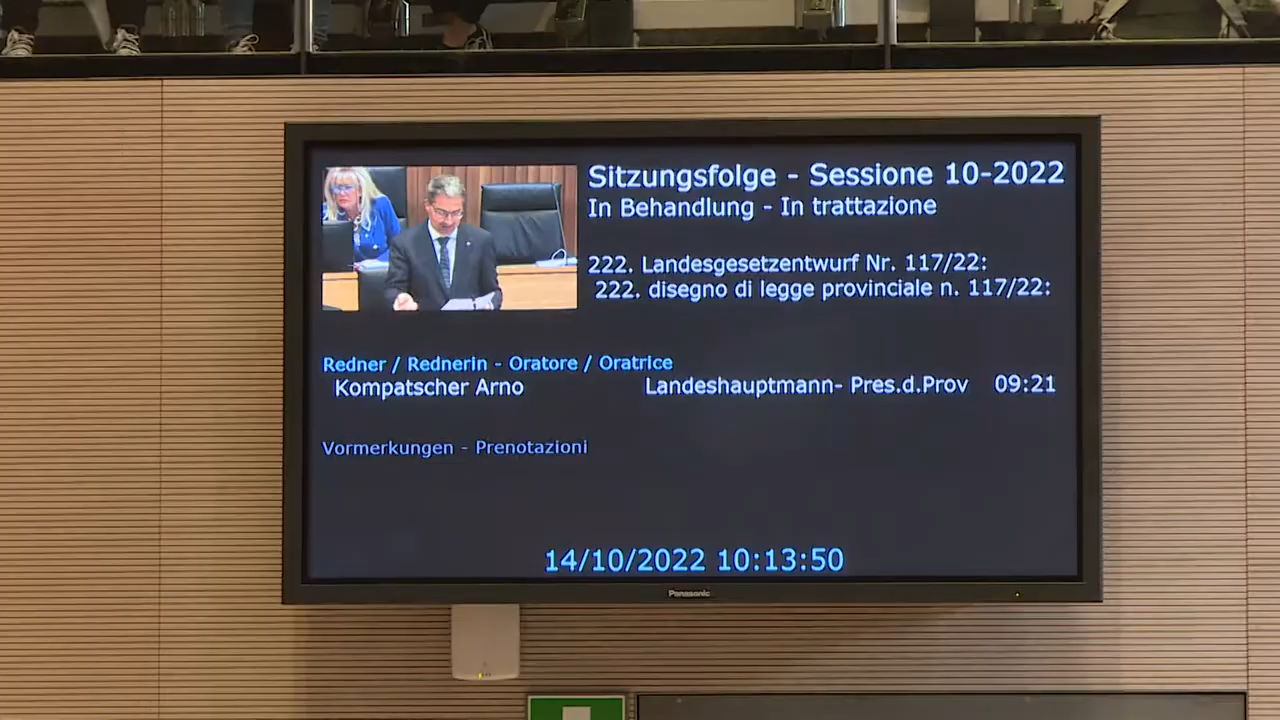 Sitzungsfolge - Sessione 10-2022
In Behandlung - In trattazione
222. Landesgesetzentwurf Nr. 117/22:
222. disegno di legge provinciale n. 117/22:
Redner / Rednerin - Oratore / Oratrice
Kompatscher Arno Landeshauptmann- Pres.d.Prov 09:21
Vormerkungen - Prenotazioni
14/10/2022 10:13:50
Panasonic